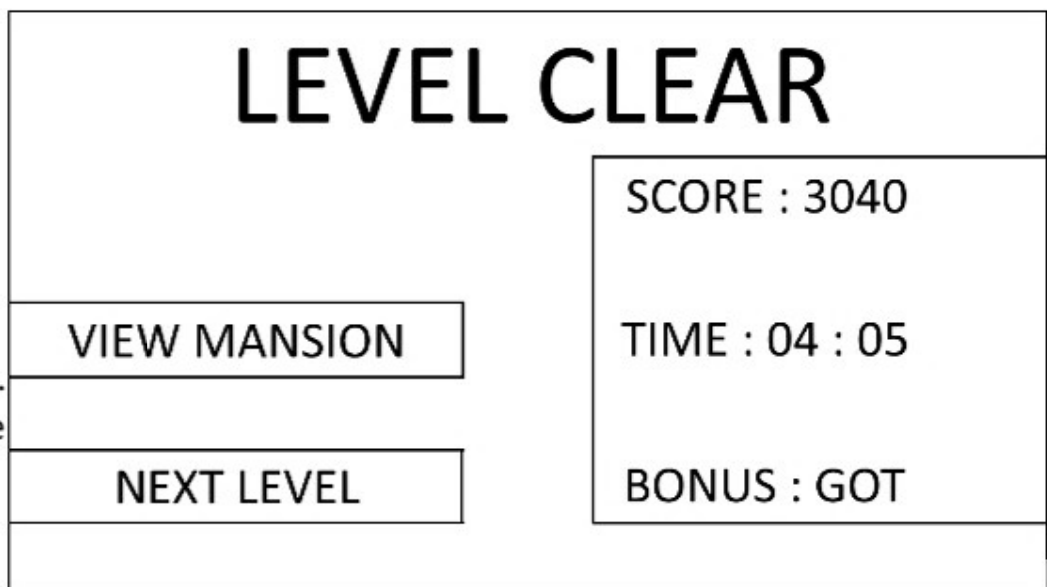 LEVEL CLEAR
SCORE : 3040
VIEW MANSION
TIME : 04 : 05
NEXT LEVEL
BONUS : GOT